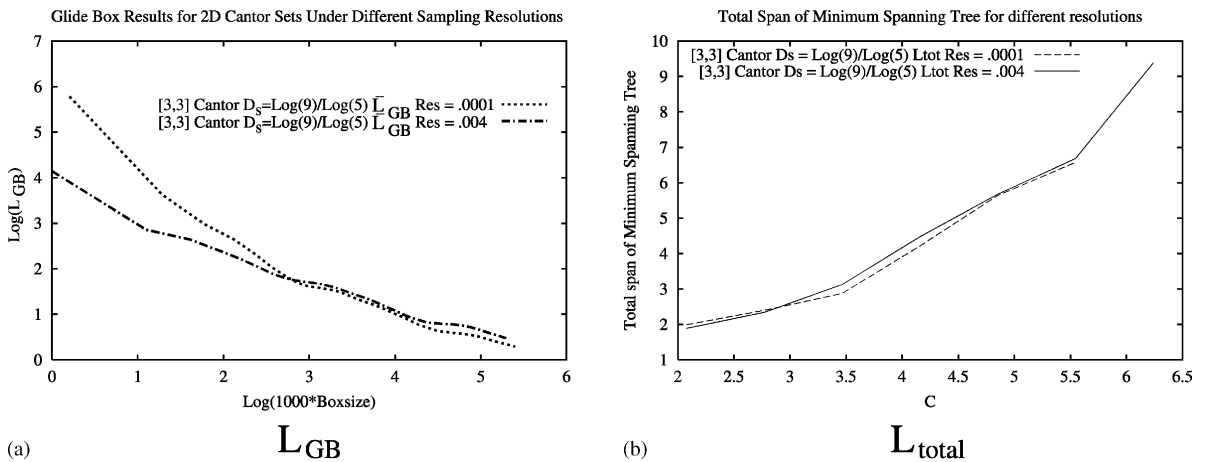 Glide Box Results for 2D Cantor Sets Under Different Sampling Resolutions
7
6
5
4
3
2
1
0
Log(L GB)
[3,3] Cantor Ds=Log(9)/Log(5) L̄ GB Res = .0001
[3,3] Cantor Ds=Log(9)/Log(5) L̄ GB Res = .004
0 1 2 3 4 5 6
Log(1000*Boxsize)
(a) LGB
Total Span of Minimum Spanning Tree for different resolutions
10
9
8
7
6
5
4
3
2
1
Total span of Minimum Spanning Tree
[3,3] Cantor Ds = Log(9)/Log(5) Ltot Res = .0001
[3,3] Cantor Ds = Log(9)/Log(5) Ltot Res = .004
2 2.5 3 3.5 4 4.5 5 5.5 6 6.5
C
(b) Ltotal